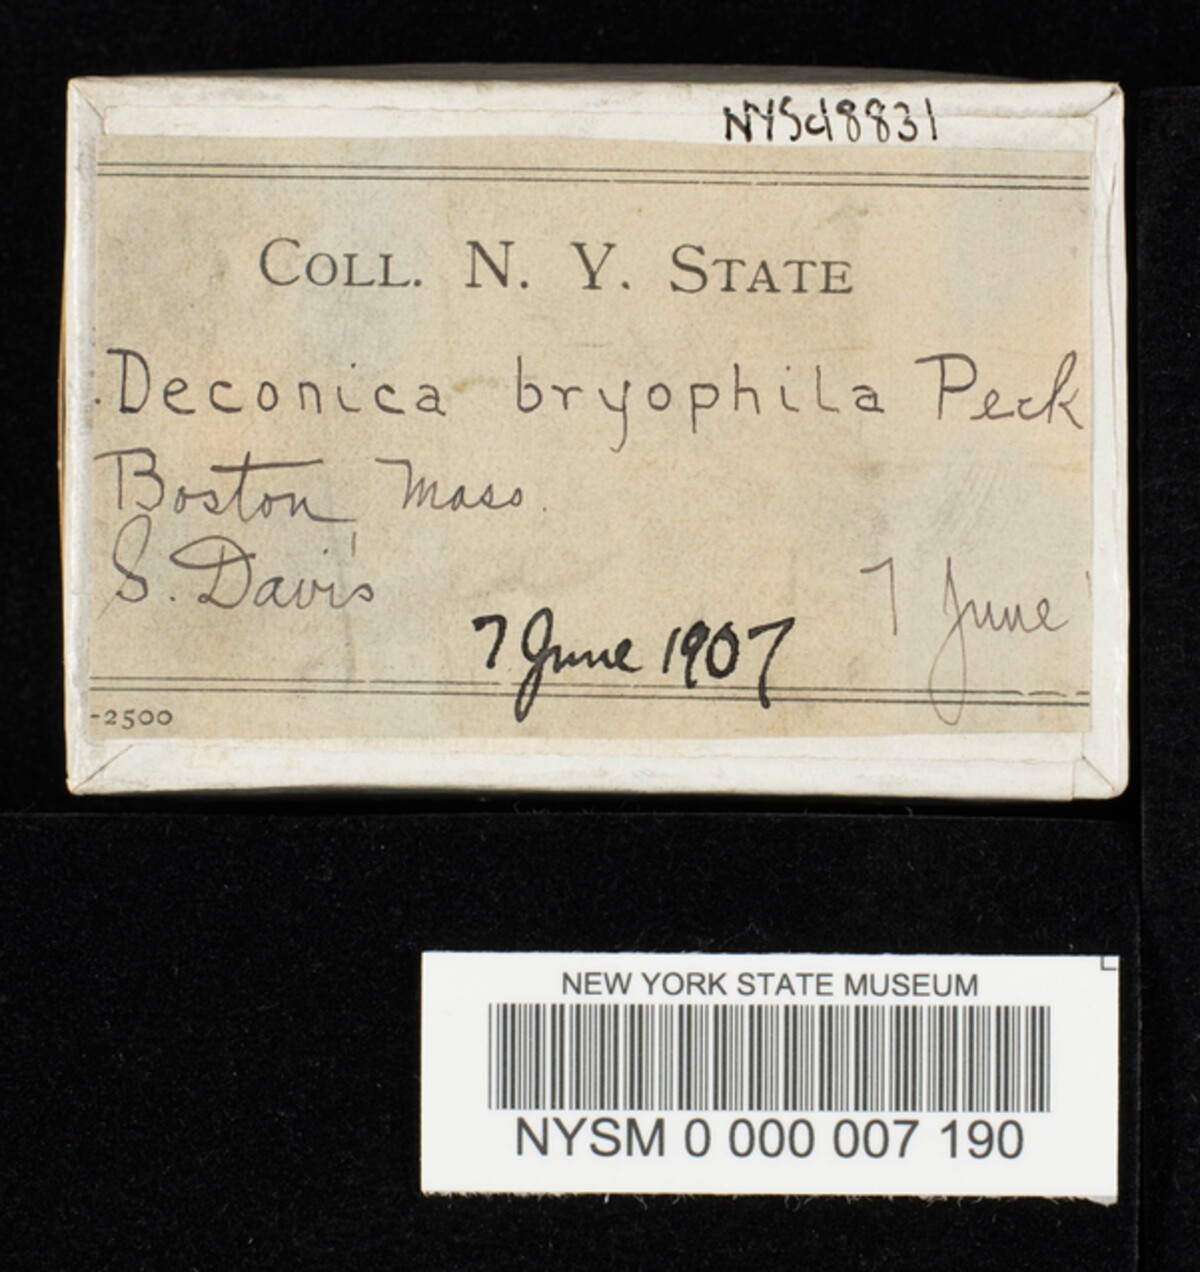 NYSd8831
COLL. N. Y. STATE
Deconica bryophila Peck
Boston Mass.
S. Davis
7 June
7 June 1907
-2500
NEW YORK STATE MUSEUM
NYSM 0 000 007 190